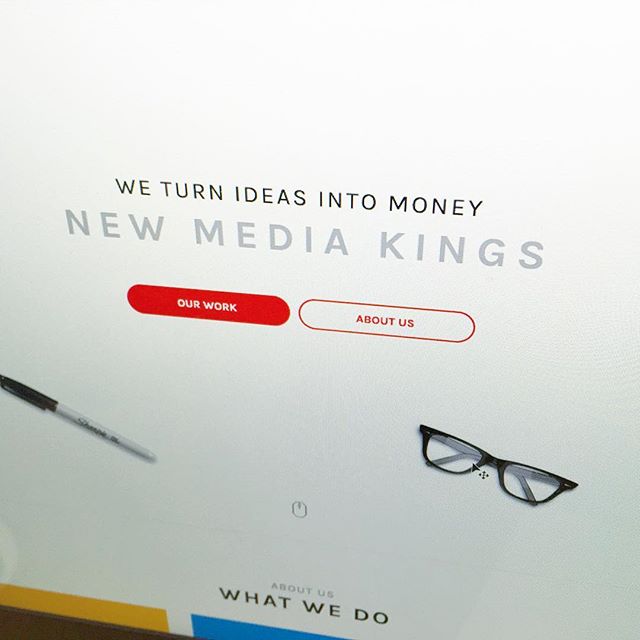 WE TURN IDEAS INTO MONEY
NEW MEDIA KINGS
OUR WORK
ABOUT US
Sharpie
ABOUT US
WHAT WE DO